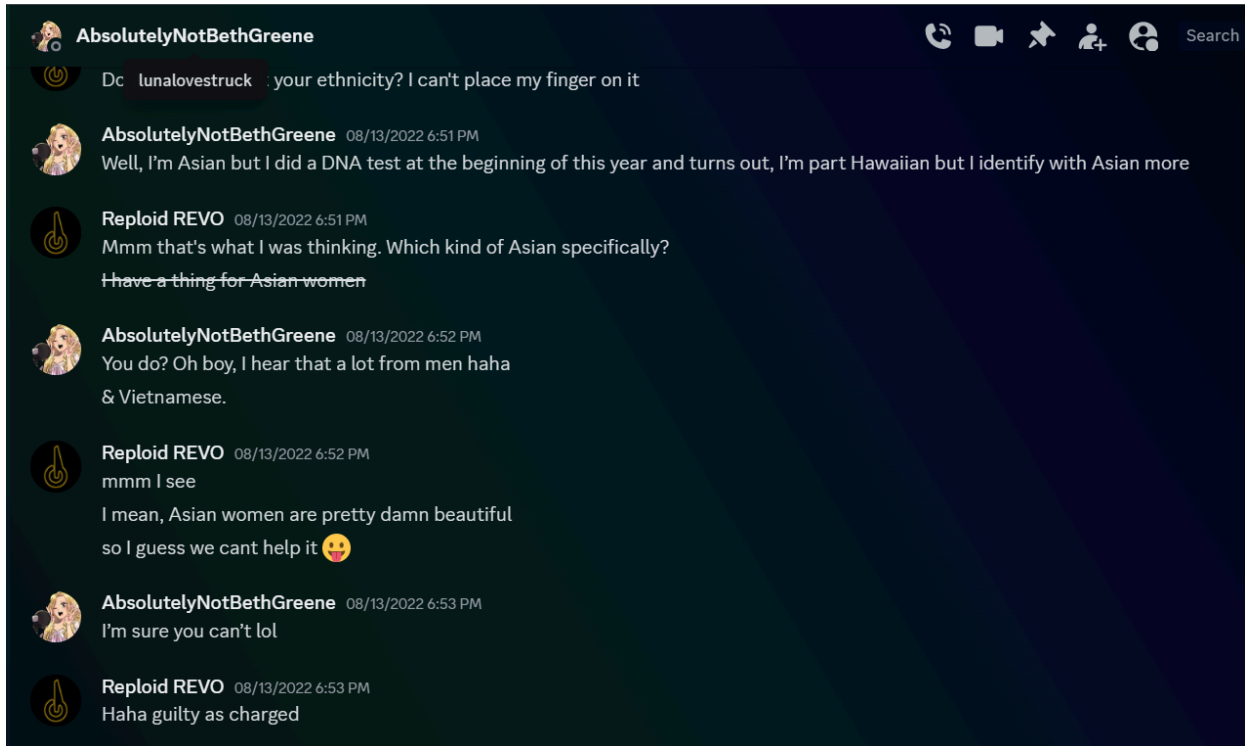 AbsolutelyNotBethGreene
Search
lunalovestruck
your ethnicity? I can't place my finger on it
AbsolutelyNotBethGreene 08/13/2022 6:51 PM
Well, I’m Asian but I did a DNA test at the beginning of this year and turns out, I’m part Hawaiian but I identify with Asian more
Reploid REVO 08/13/2022 6:51 PM
Mmm that's what I was thinking. Which kind of Asian specifically?
I have a thing for Asian women
AbsolutelyNotBethGreene 08/13/2022 6:52 PM
You do? Oh boy, I hear that a lot from men haha
& Vietnamese.
Reploid REVO 08/13/2022 6:52 PM
mmm I see
I mean, Asian women are pretty damn beautiful
so I guess we cant help it 😛
AbsolutelyNotBethGreene 08/13/2022 6:53 PM
I’m sure you can’t lol
Reploid REVO 08/13/2022 6:53 PM
Haha guilty as charged